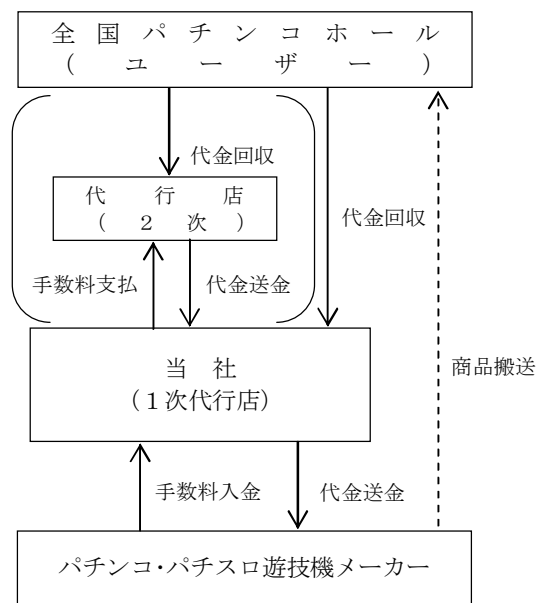 全国パチンコホール
(ユーザー)
代金回収
代行店
(2次)
代金回収
手数料支払
代金送金
当社
(1次代行店)
商品搬送
手数料入金
代金送金
パチンコ・パチスロ遊技機メーカー